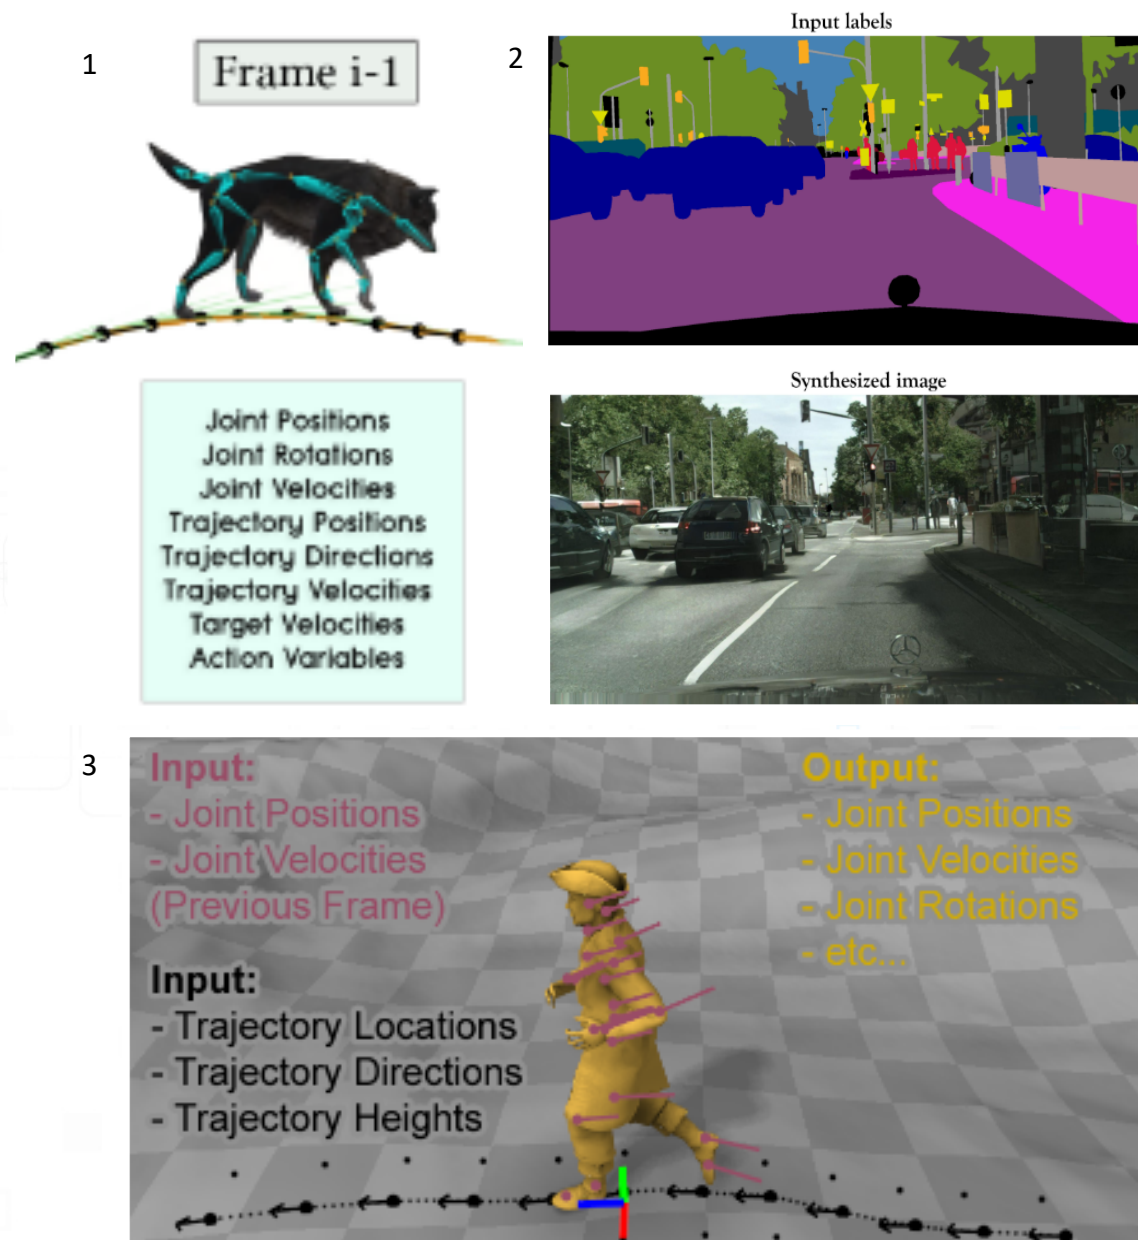 1
Frame i-1
Joint Positions
Joint Rotations
Joint Velocities
Trajectory Positions
Trajectory Directions
Trajectory Velocities
Target Velocities
Action Variables
2
Input labels
Synthesized image
3
Input:
- Joint Positions
- Joint Velocities
(Previous Frame)
Input:
- Trajectory Locations
- Trajectory Directions
- Trajectory Heights
Output:
- Joint Positions
- Joint Velocities
- Joint Rotations
- etc...